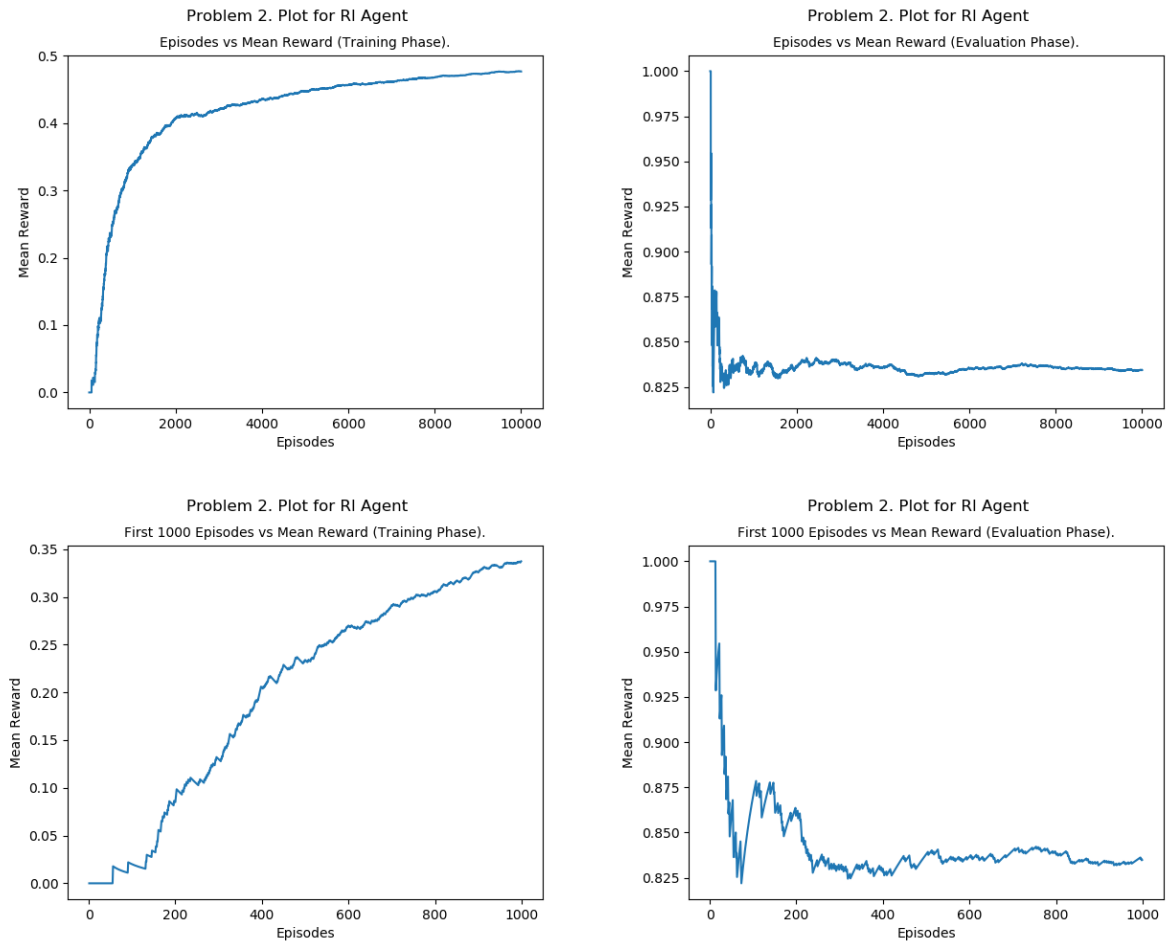 Problem 2. Plot for RI Agent
Episodes vs Mean Reward (Training Phase).
0.5
0.4
0.3
0.2
0.1
0.0
Mean Reward
0 2000 4000 6000 8000 10000
Episodes
Problem 2. Plot for RI Agent
Episodes vs Mean Reward (Evaluation Phase).
1.000
0.975
0.950
0.925
0.900
0.875
0.850
0.825
Mean Reward
0 2000 4000 6000 8000 10000
Episodes
Problem 2. Plot for RI Agent
First 1000 Episodes vs Mean Reward (Training Phase).
0.35
0.30
0.25
0.20
0.15
0.10
0.05
0.00
Mean Reward
0 200 400 600 800 1000
Episodes
Problem 2. Plot for RI Agent
First 1000 Episodes vs Mean Reward (Evaluation Phase).
1.000
0.975
0.950
0.925
0.900
0.875
0.850
0.825
Mean Reward
0 200 400 600 800 1000
Episodes